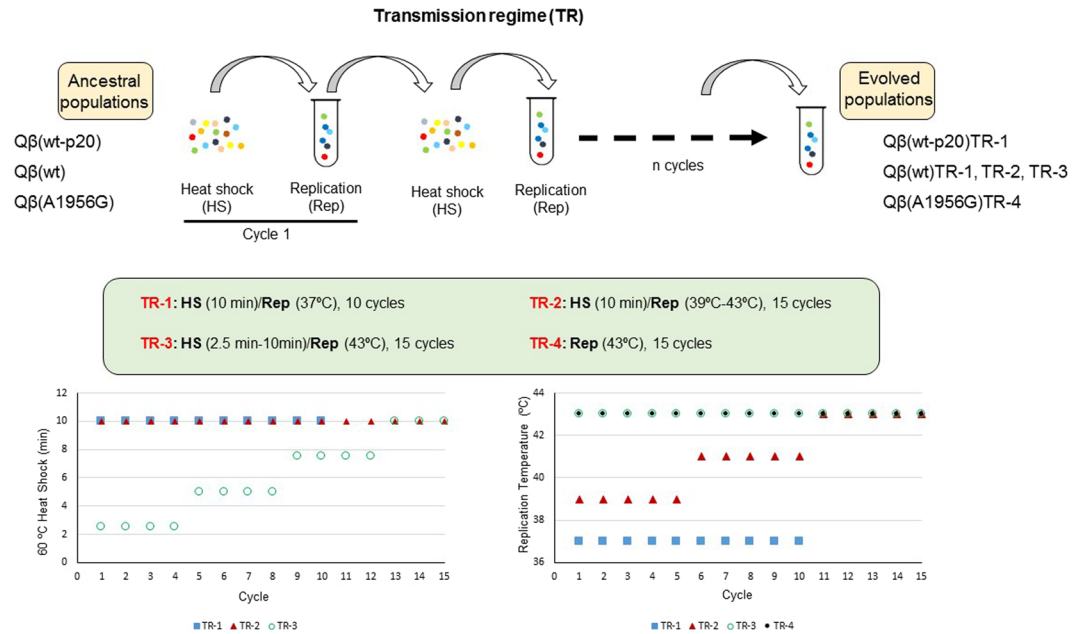 Transmission regime (TR)
Ancestral
populations
Evolved
populations
Qβ(wt-p20)
Qβ(wt)
Qβ(A1956G)
Heat shock
(HS)
Replication
(Rep)
Cycle 1
Heat shock
(HS)
Replication
(Rep)
n cycles
Qβ(wt-p20)TR-1
Qβ(wt)TR-1, TR-2, TR-3
Qβ(A1956G)TR-4
TR-1: HS (10 min)/Rep (37ºC), 10 cycles
TR-2: HS (10 min)/Rep (39ºC-43ºC), 15 cycles
TR-3: HS (2.5 min-10min)/Rep (43ºC), 15 cycles
TR-4: Rep (43ºC), 15 cycles
60 ºC Heat Shock (min)
12
10
8
6
4
2
0
0 1 2 3 4 5 6 7 8 9 10 11 12 13 14 15
Cycle
TR-1 TR-2 TR-3
Replication Temperature (ºC)
44
42
40
38
36
0 1 2 3 4 5 6 7 8 9 10 11 12 13 14 15
Cycle
TR-1 TR-2 TR-3 TR-4